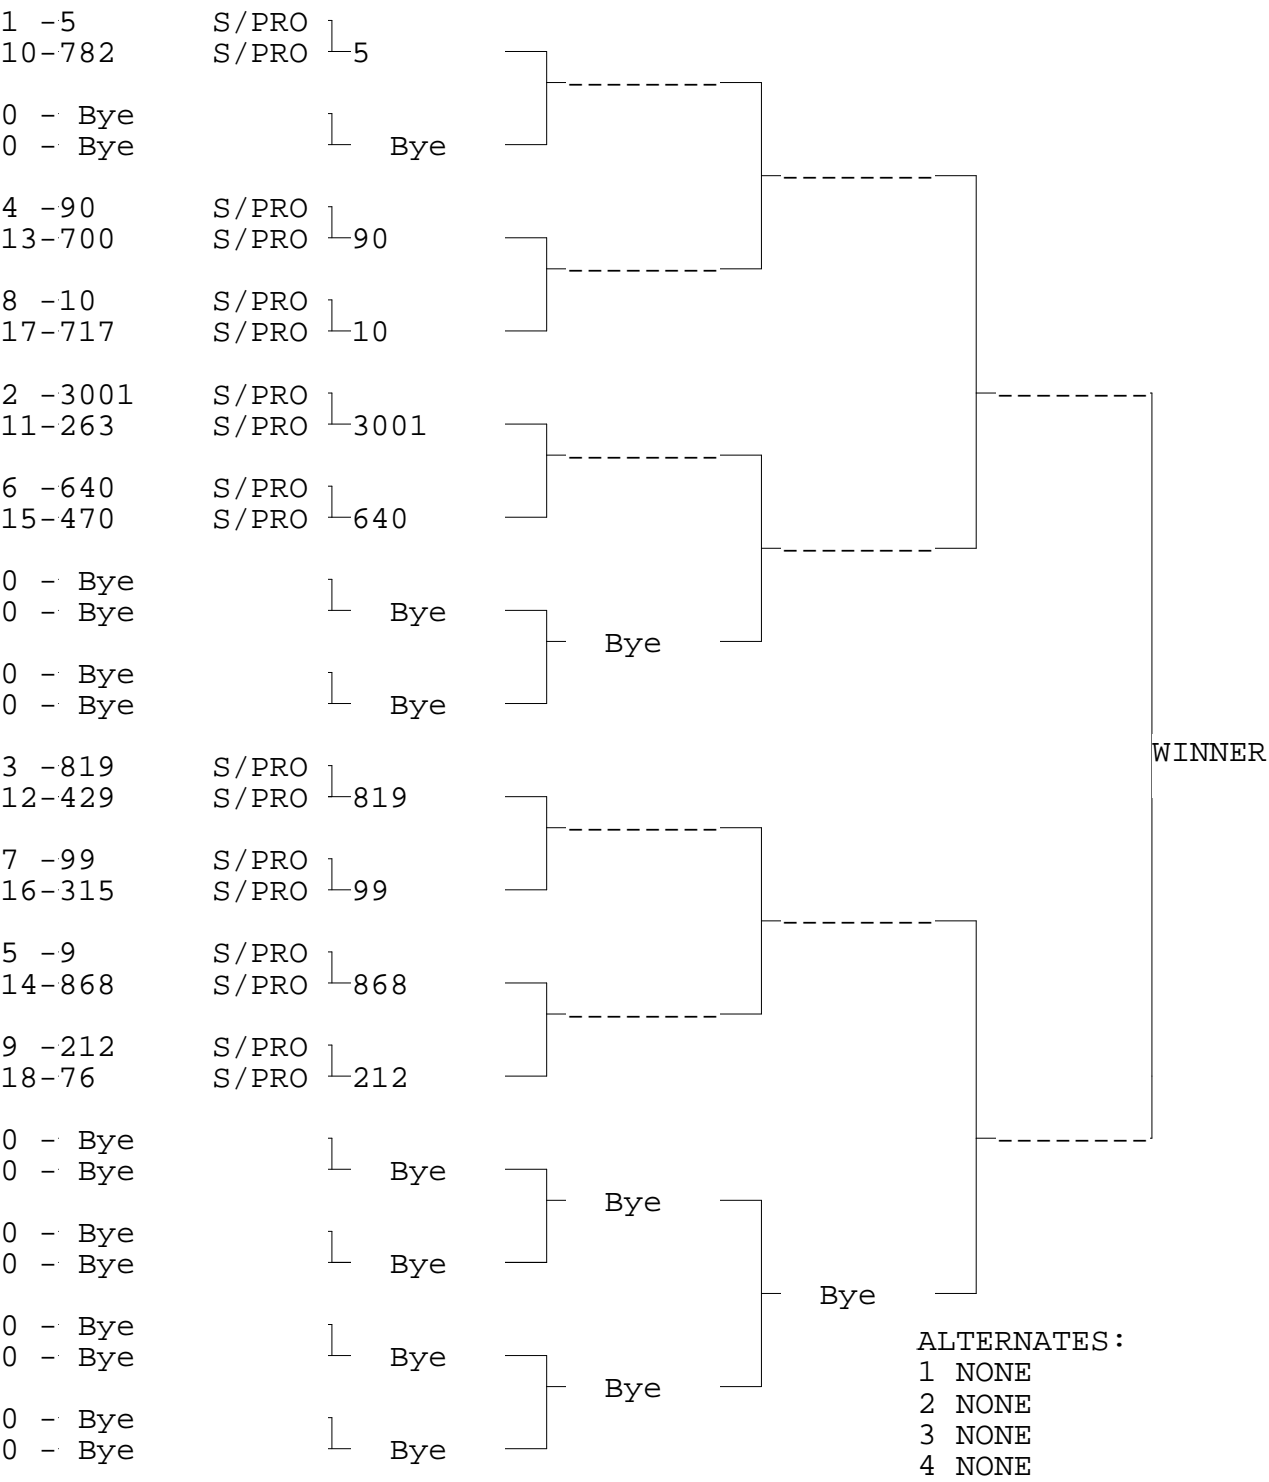 1 -5 S/PRO
10-782 S/PRO 5
0 - Bye
0 - Bye Bye
4 -90 S/PRO
13-700 S/PRO 90
8 -10 S/PRO
17-717 S/PRO 10
2 -3001 S/PRO
11-263 S/PRO 3001
6 -640 S/PRO
15-470 S/PRO 640
0 - Bye
0 - Bye Bye
Bye
0 - Bye
0 - Bye Bye
WINNER
3 -819 S/PRO
12-429 S/PRO 819
7 -99 S/PRO
16-315 S/PRO 99
5 -9 S/PRO
14-868 S/PRO 868
9 -212 S/PRO
18-76 S/PRO 212
0 - Bye
0 - Bye Bye
Bye
0 - Bye
0 - Bye Bye
Bye
0 - Bye
0 - Bye Bye
Bye
0 - Bye
0 - Bye Bye
ALTERNATES:
1 NONE
2 NONE
3 NONE
4 NONE